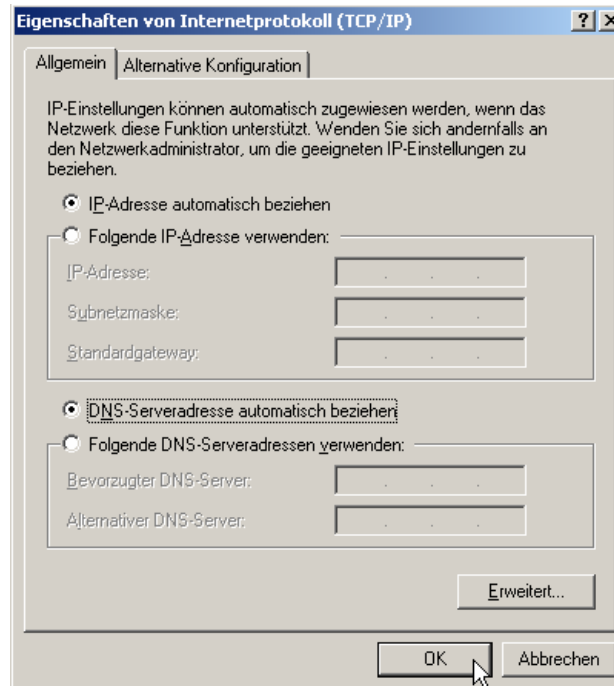 Eigenschaften von Internetprotokoll (TCP/IP)
Allgemein
Alternative Konfiguration
IP-Einstellungen können automatisch zugewiesen werden, wenn das
Netzwerk diese Funktion unterstützt. Wenden Sie sich andernfalls an
den Netzwerkadministrator, um die geeigneten IP-Einstellungen zu
beziehen.
IP-Adresse automatisch beziehen
Folgende IP-Adresse verwenden:
IP-Adresse:
Subnetzmaske:
Standardgateway:
DNS-Serveradresse automatisch beziehen
Folgende DNS-Serveradressen verwenden:
Bevorzugter DNS-Server:
Alternativer DNS-Server:
Erweitert...
OK
Abbrechen